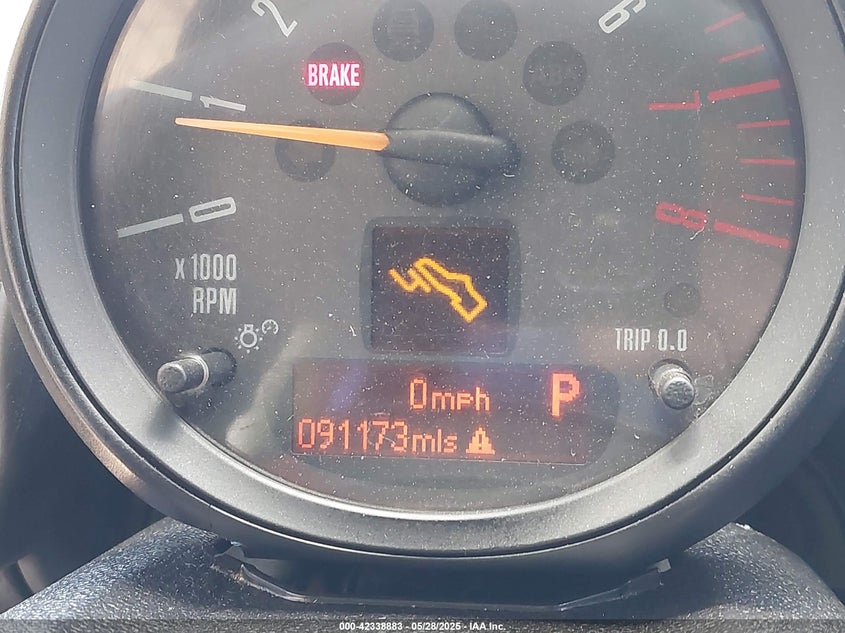 2
6
BRAKE
1
7
0
8
x 1000
RPM
TRIP 0.0
0mph P
091173mls
000-42338883 - 05/28/2025 - IAA.Inc.